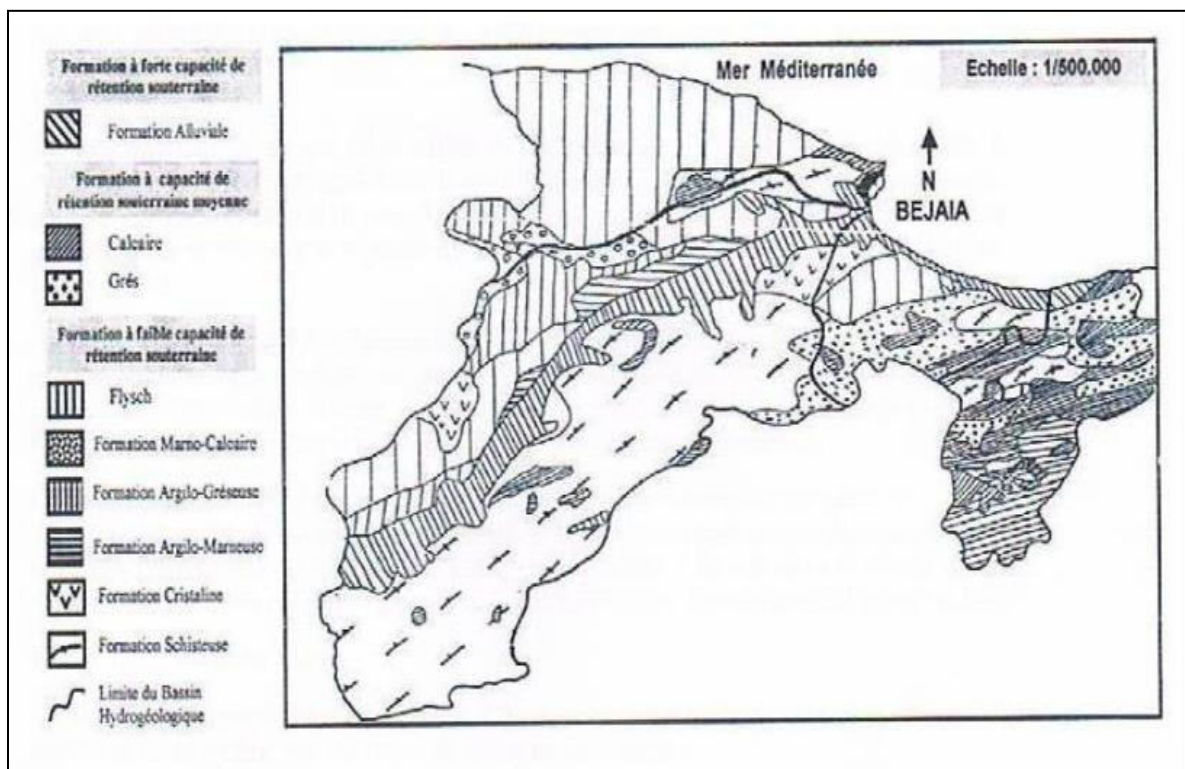 Formation à forte capacité de
rétention souterraine
Formation Alluviale
Formation à capacité de
rétention souterraine moyenne
Calcaire
Grés
Formation à faible capacité de
rétention souterraine
Flysch
Formation Marno-Calcaire
Formation Argilo-Gréseuse
Formation Argilo-Marneuse
Formation Cristaline
Formation Schisteuse
Limite du Bassin
Hydrogéologique
Mer Méditerranée
Echelle : 1/500.000
N
BEJAIA